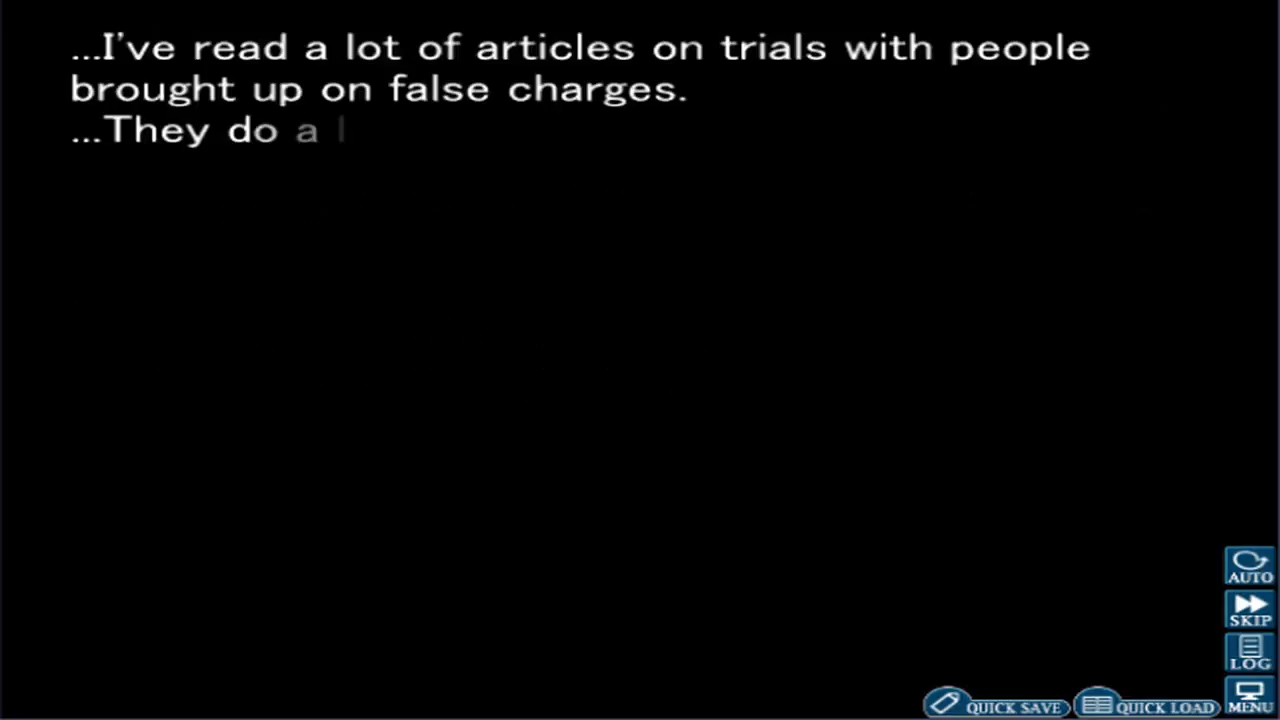 ...I've read a lot of articles on trials with people
brought up on false charges.
...They do a l
AUTO
SKIP
LOG
QUICK SAVE
QUICK LOAD
MENU